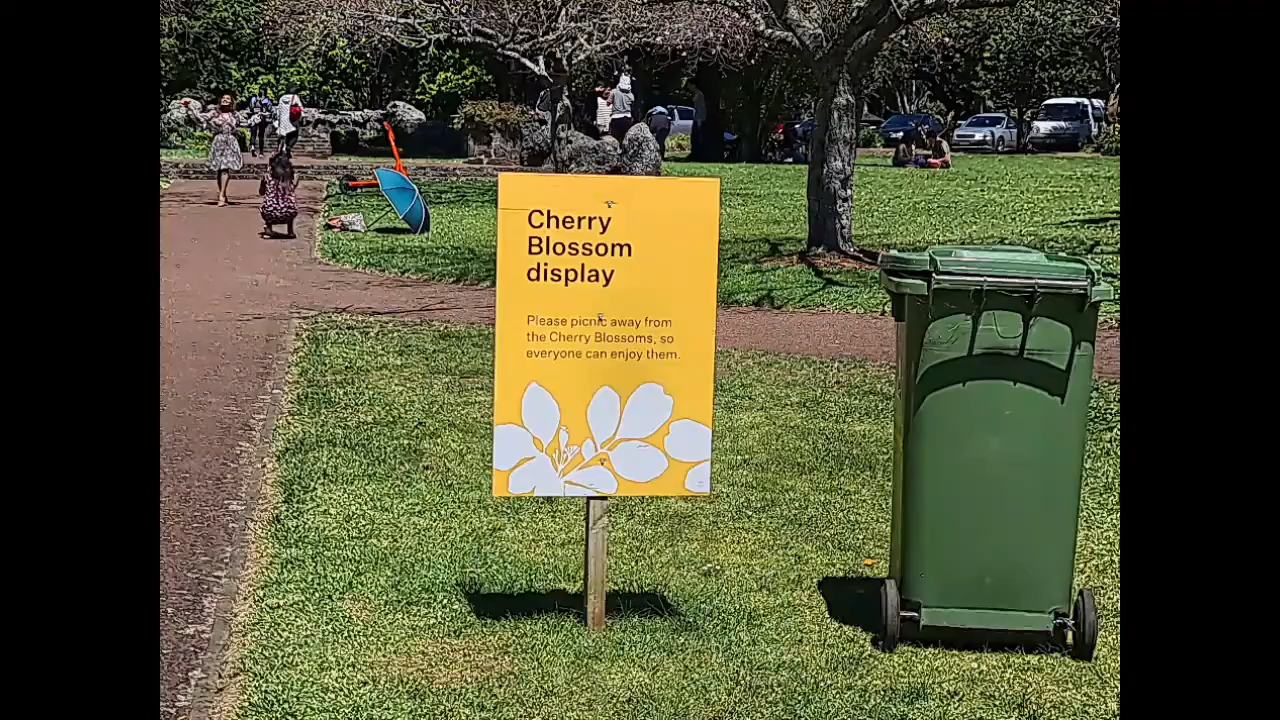 Cherry
Blossom
display
Please picnic away from
the Cherry Blossoms, so
everyone can enjoy them.